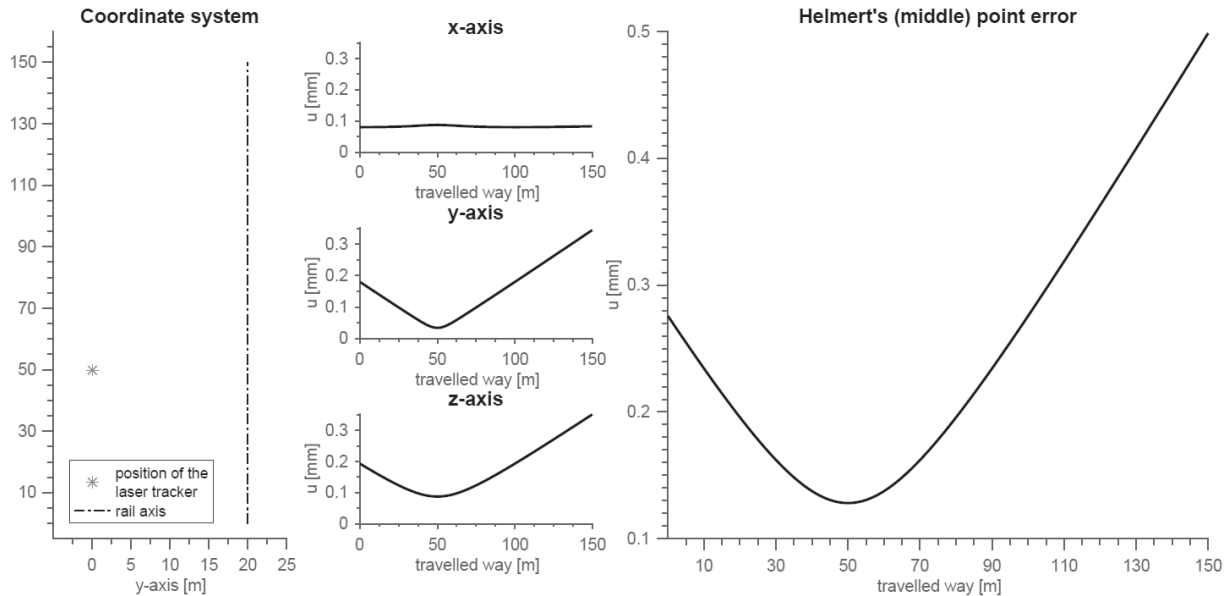 Coordinate system
150
130
110
90
70
50
30
10
position of the
laser tracker
rail axis
0 5 10 15 20 25
y-axis [m]
x-axis
u [mm]
0.3
0.2
0.1
0
0 50 100 150
travelled way [m]
y-axis
u [mm]
0.3
0.2
0.1
0
0 50 100 150
travelled way [m]
z-axis
u [mm]
0.3
0.2
0.1
0
0 50 100 150
travelled way [m]
Helmert's (middle) point error
u [mm]
0.5
0.4
0.3
0.2
0.1
10 30 50 70 90 110 130 150
travelled way [m]